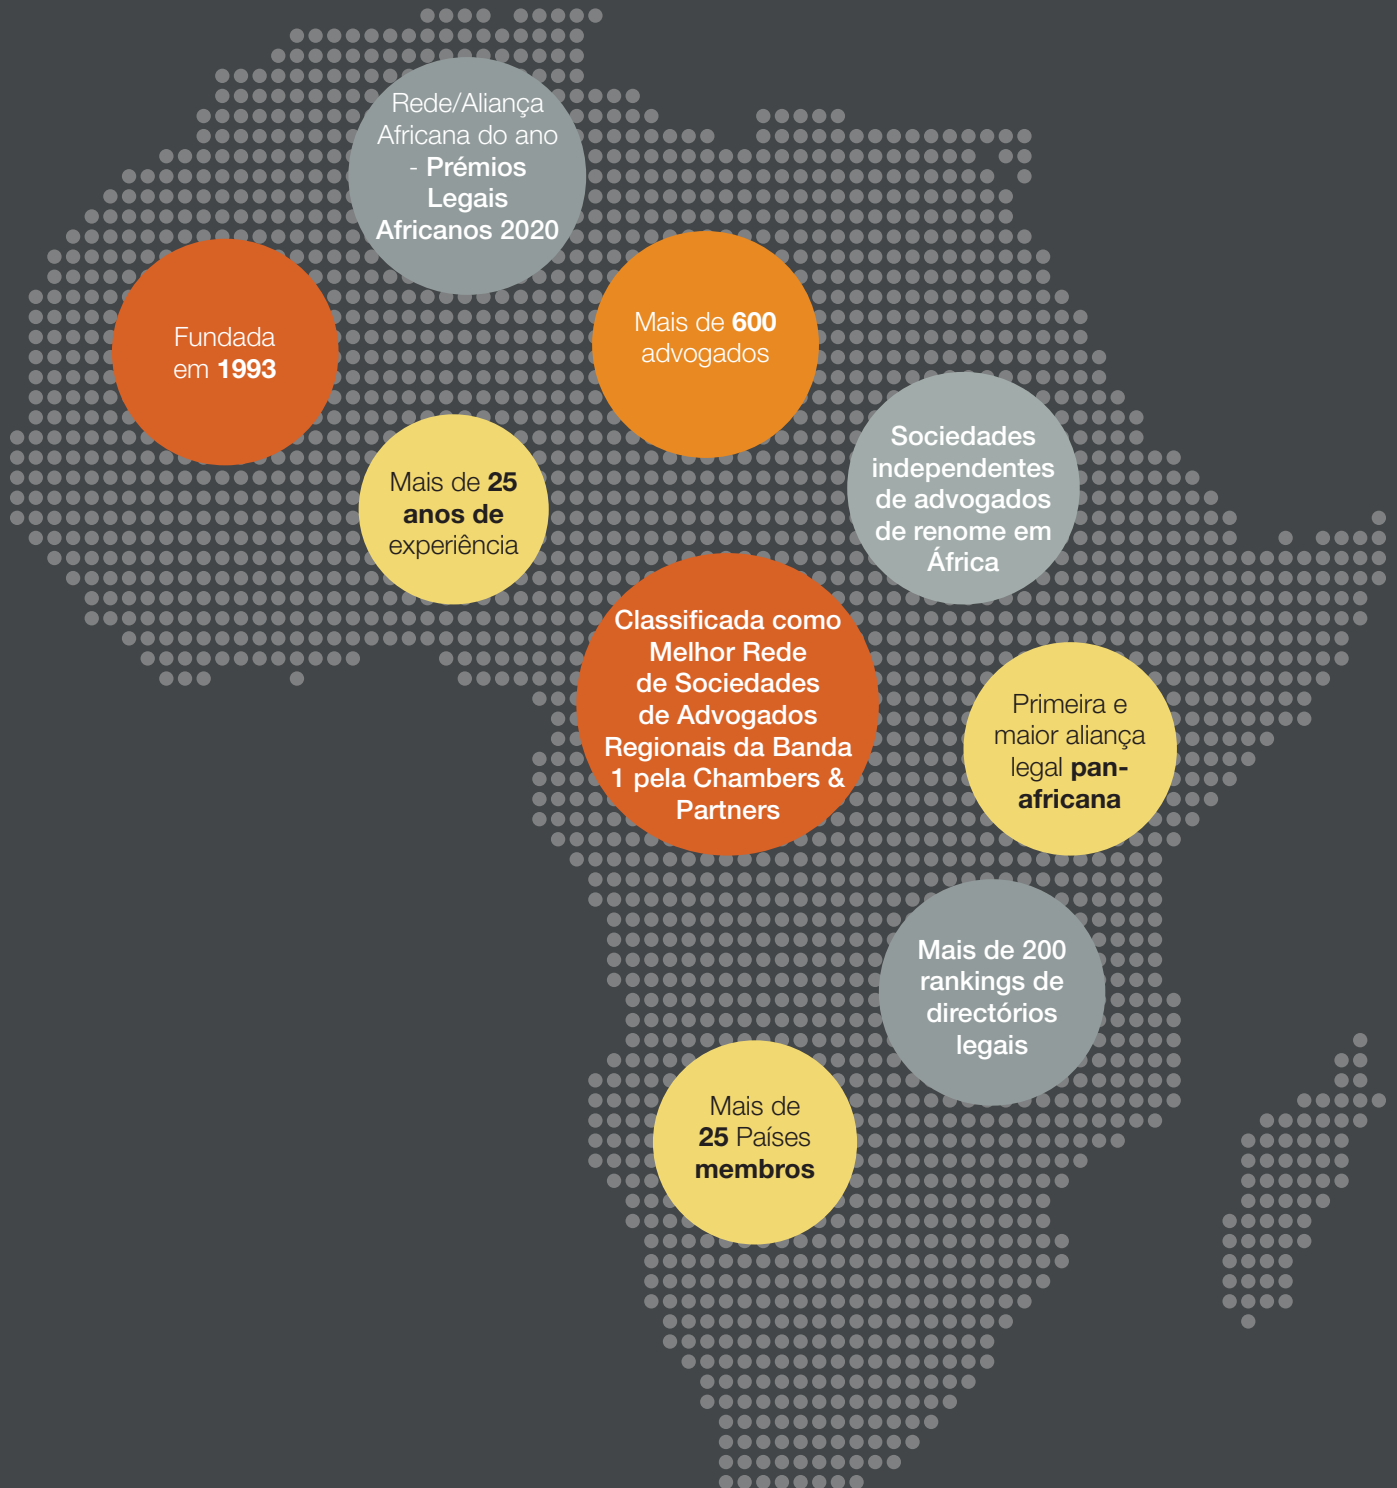 Rede/Aliança
Africana do ano
- Prémios
Legais
Africanos 2020
Fundada
em 1993
Mais de 600
advogados
Mais de 25
anos de
experiência
Sociedades
independentes
de advogados
de renome em
África
Classificada como
Melhor Rede
de Sociedades
de Advogados
Regionais da Banda
1 pela Chambers &
Partners
Primeira e
maior aliança
legal pan-
africana
Mais de 200
rankings de
directórios
legais
Mais de
25 Países
membros